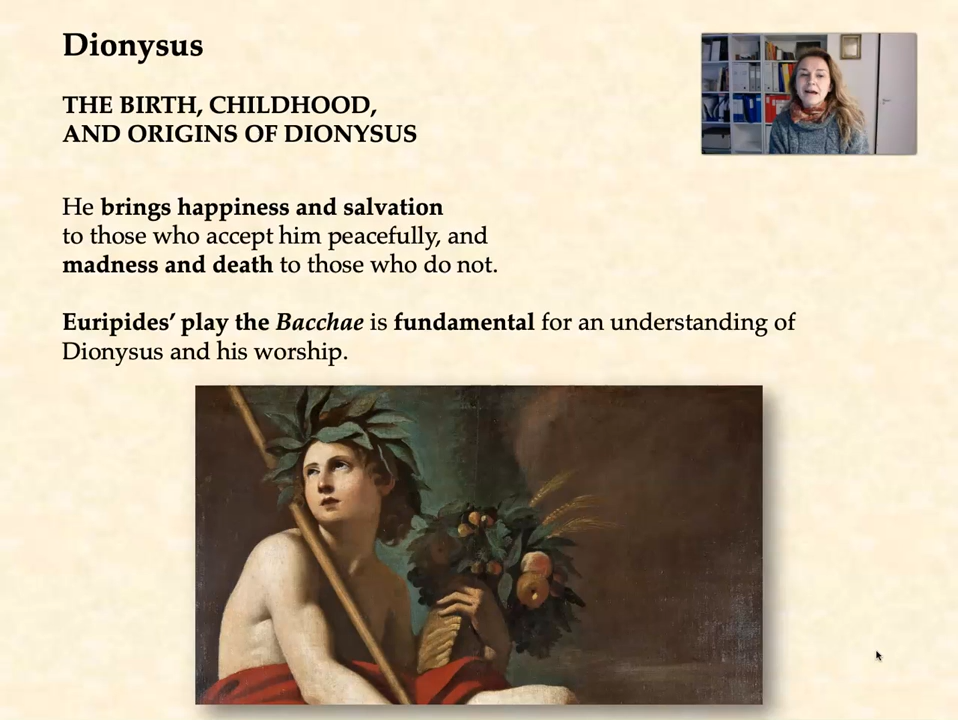 Dionysus
THE BIRTH, CHILDHOOD,
AND ORIGINS OF DIONYSUS
He brings happiness and salvation
to those who accept him peacefully, and
madness and death to those who do not.
Euripides’ play the Bacchae is fundamental for an understanding of
Dionysus and his worship.